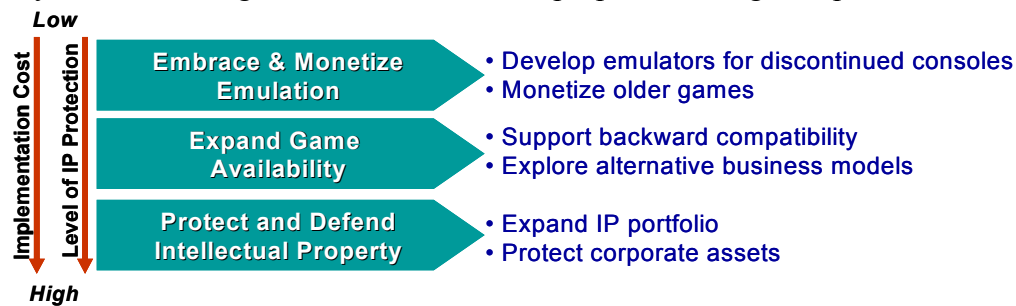 Low
Implementation Cost
Level of IP Protection
Embrace & Monetize
Emulation
• Develop emulators for discontinued consoles
• Monetize older games
Expand Game
Availability
• Support backward compatibility
• Explore alternative business models
Protect and Defend
Intellectual Property
• Expand IP portfolio
• Protect corporate assets
High